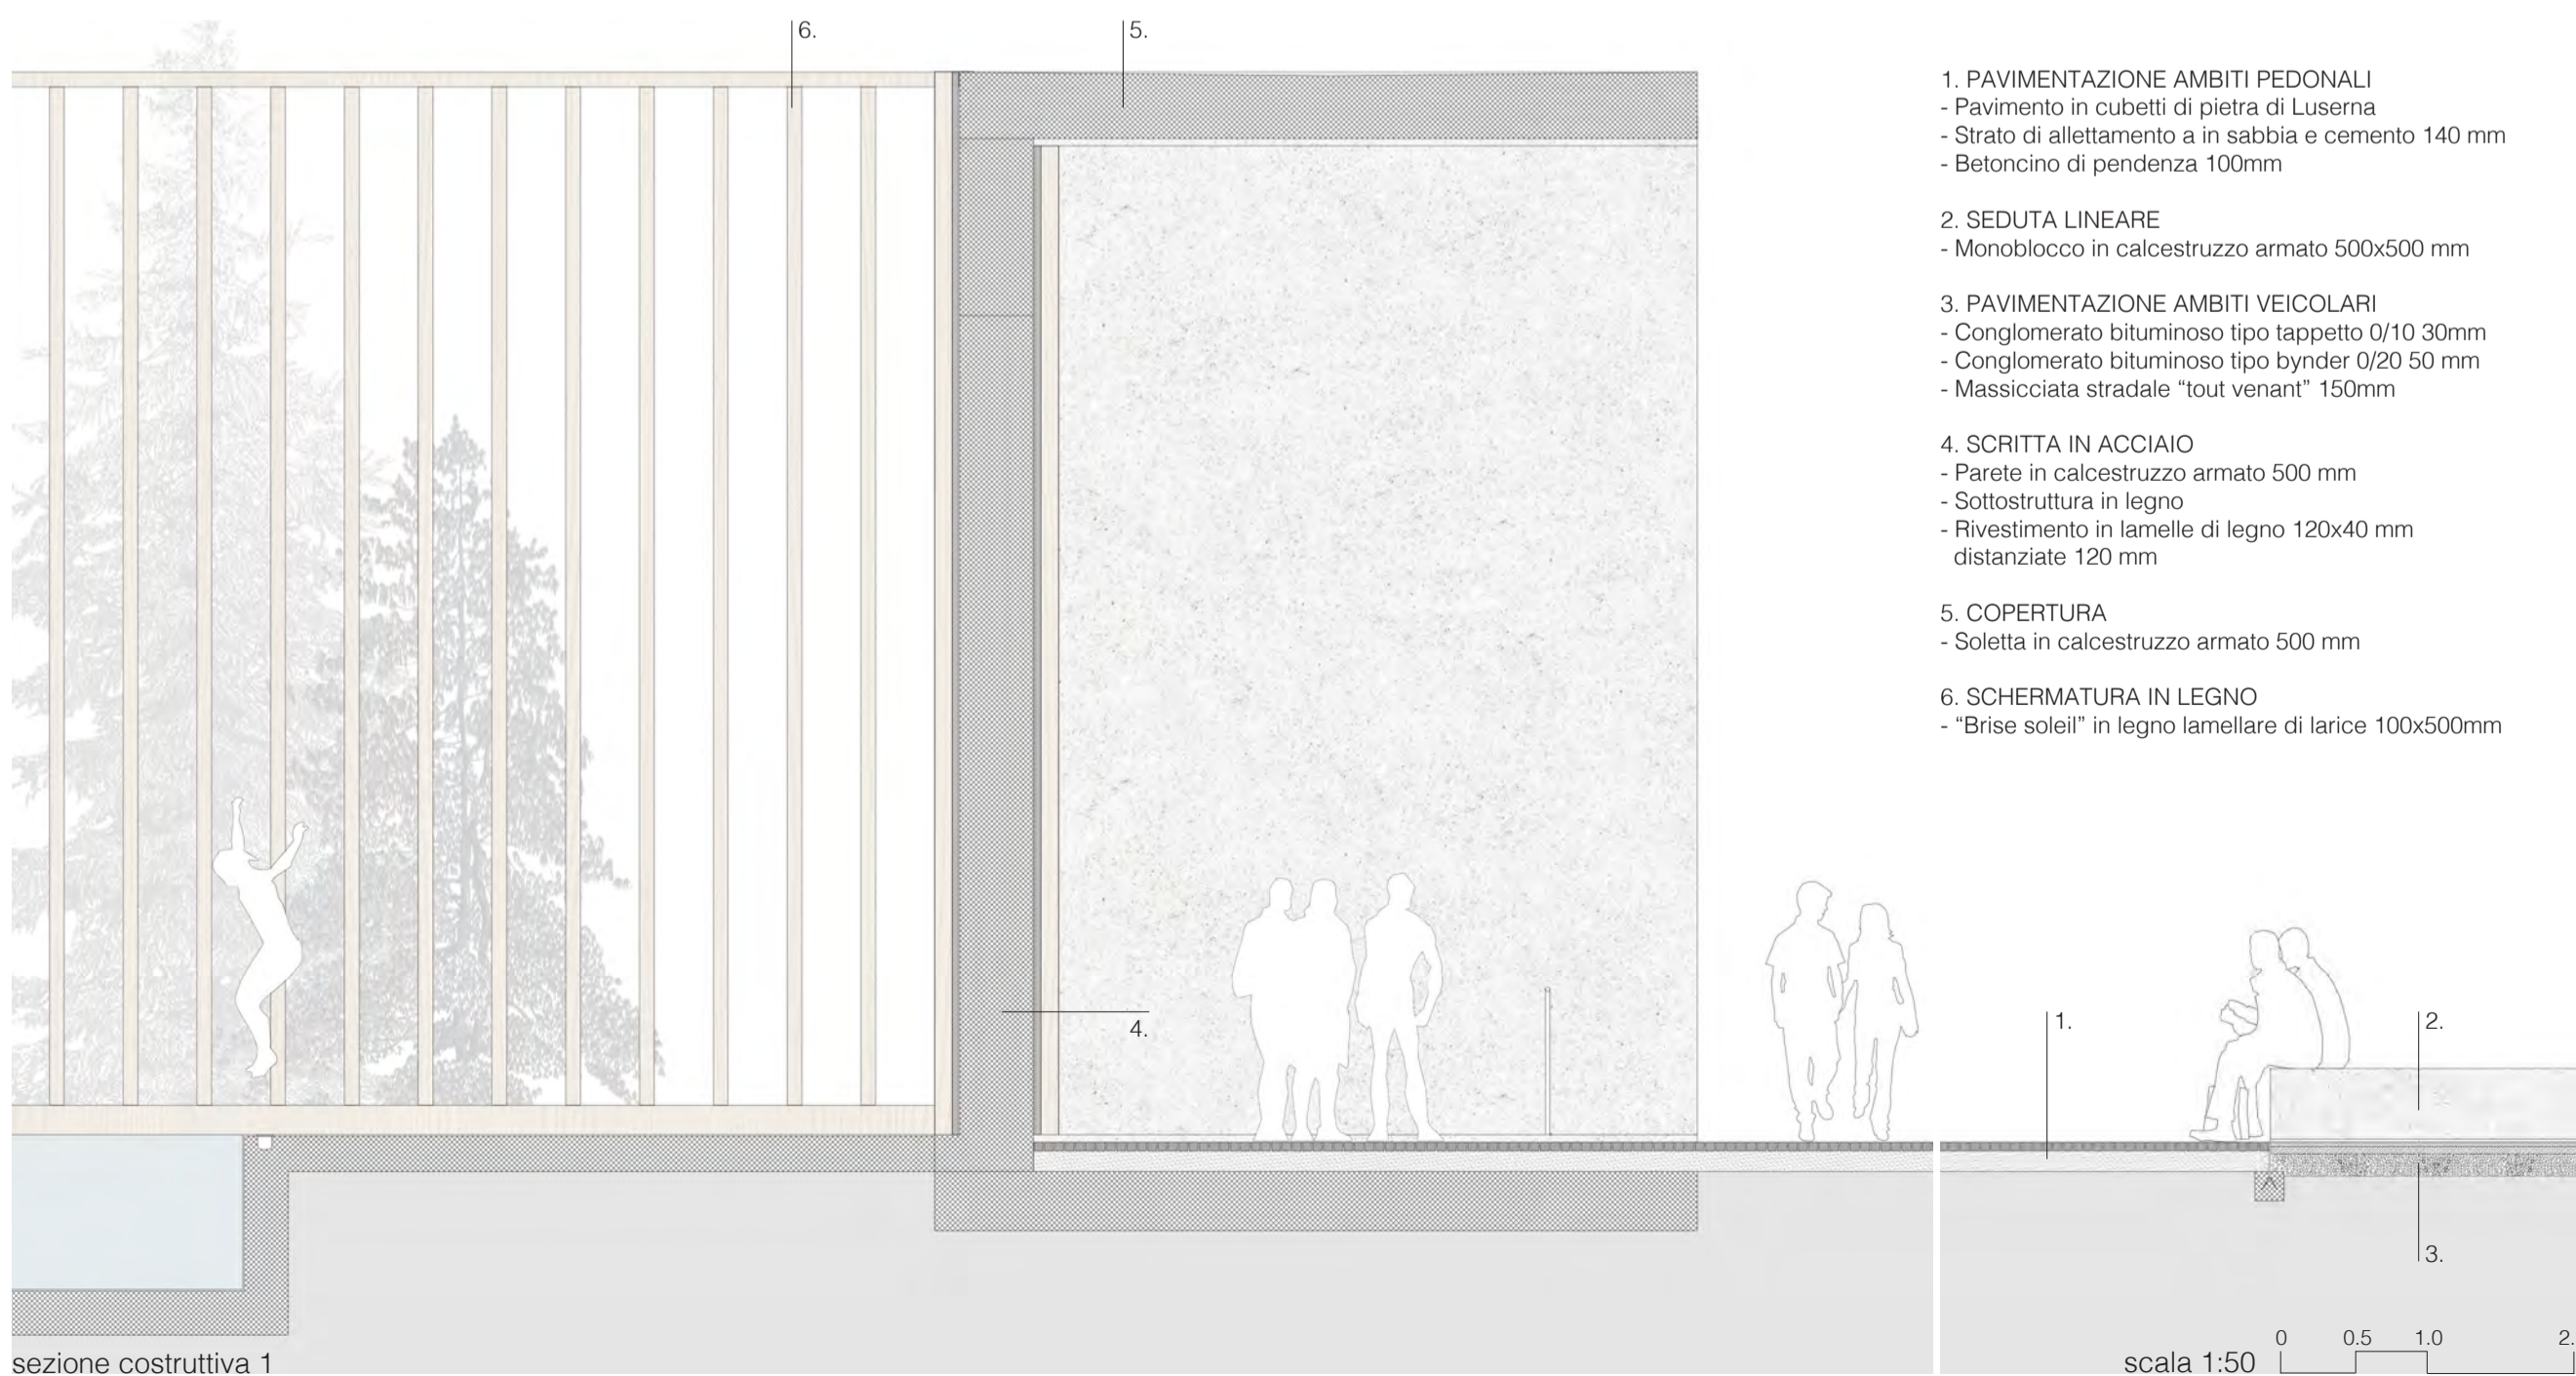 6.
5.
1. PAVIMENTAZIONE AMBITI PEDONALI
- Pavimento in cubetti di pietra di Luserna
- Strato di allettamento a in sabbia e cemento 140 mm
- Betoncino di pendenza 100mm
2. SEDUTA LINEARE
- Monoblocco in calcestruzzo armato 500x500 mm
3. PAVIMENTAZIONE AMBITI VEICOLARI
- Conglomerato bituminoso tipo tappetto 0/10 30mm
- Conglomerato bituminoso tipo bynder 0/20 50 mm
- Massicciata stradale “tout venant” 150mm
4. SCRITTA IN ACCIAIO
- Parete in calcestruzzo armato 500 mm
- Sottostruttura in legno
- Rivestimento in lamelle di legno 120x40 mm
distanziate 120 mm
5. COPERTURA
- Soletta in calcestruzzo armato 500 mm
6. SCHERMATURA IN LEGNO
- “Brise soleil” in legno lamellare di larice 100x500mm
4.
1.
2.
3.
sezione costruttiva 1
scala 1:50
0 0.5 1.0 2.